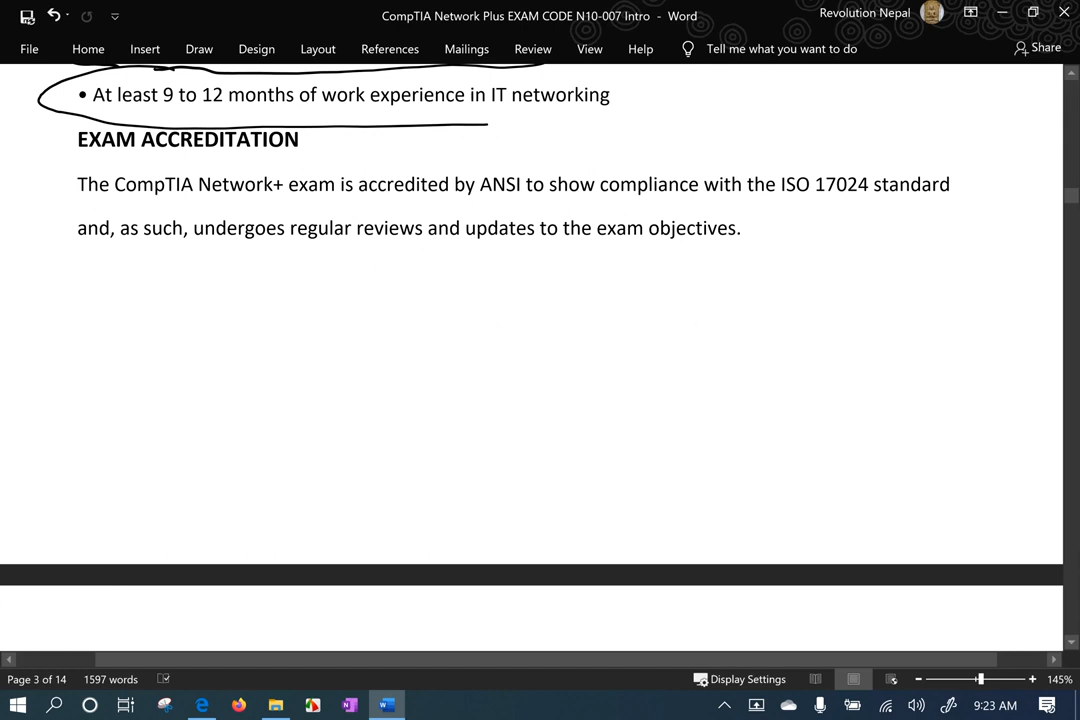 CompTIA Network Plus EXAM CODE N10-007 Intro - Word
Revolution Nepal
File Home Insert Draw Design Layout References Mailings Review View Help Tell me what you want to do Share
• At least 9 to 12 months of work experience in IT networking
EXAM ACCREDITATION
The CompTIA Network+ exam is accredited by ANSI to show compliance with the ISO 17024 standard
and, as such, undergoes regular reviews and updates to the exam objectives.
Page 3 of 14 1597 words Display Settings 145%
9:23 AM